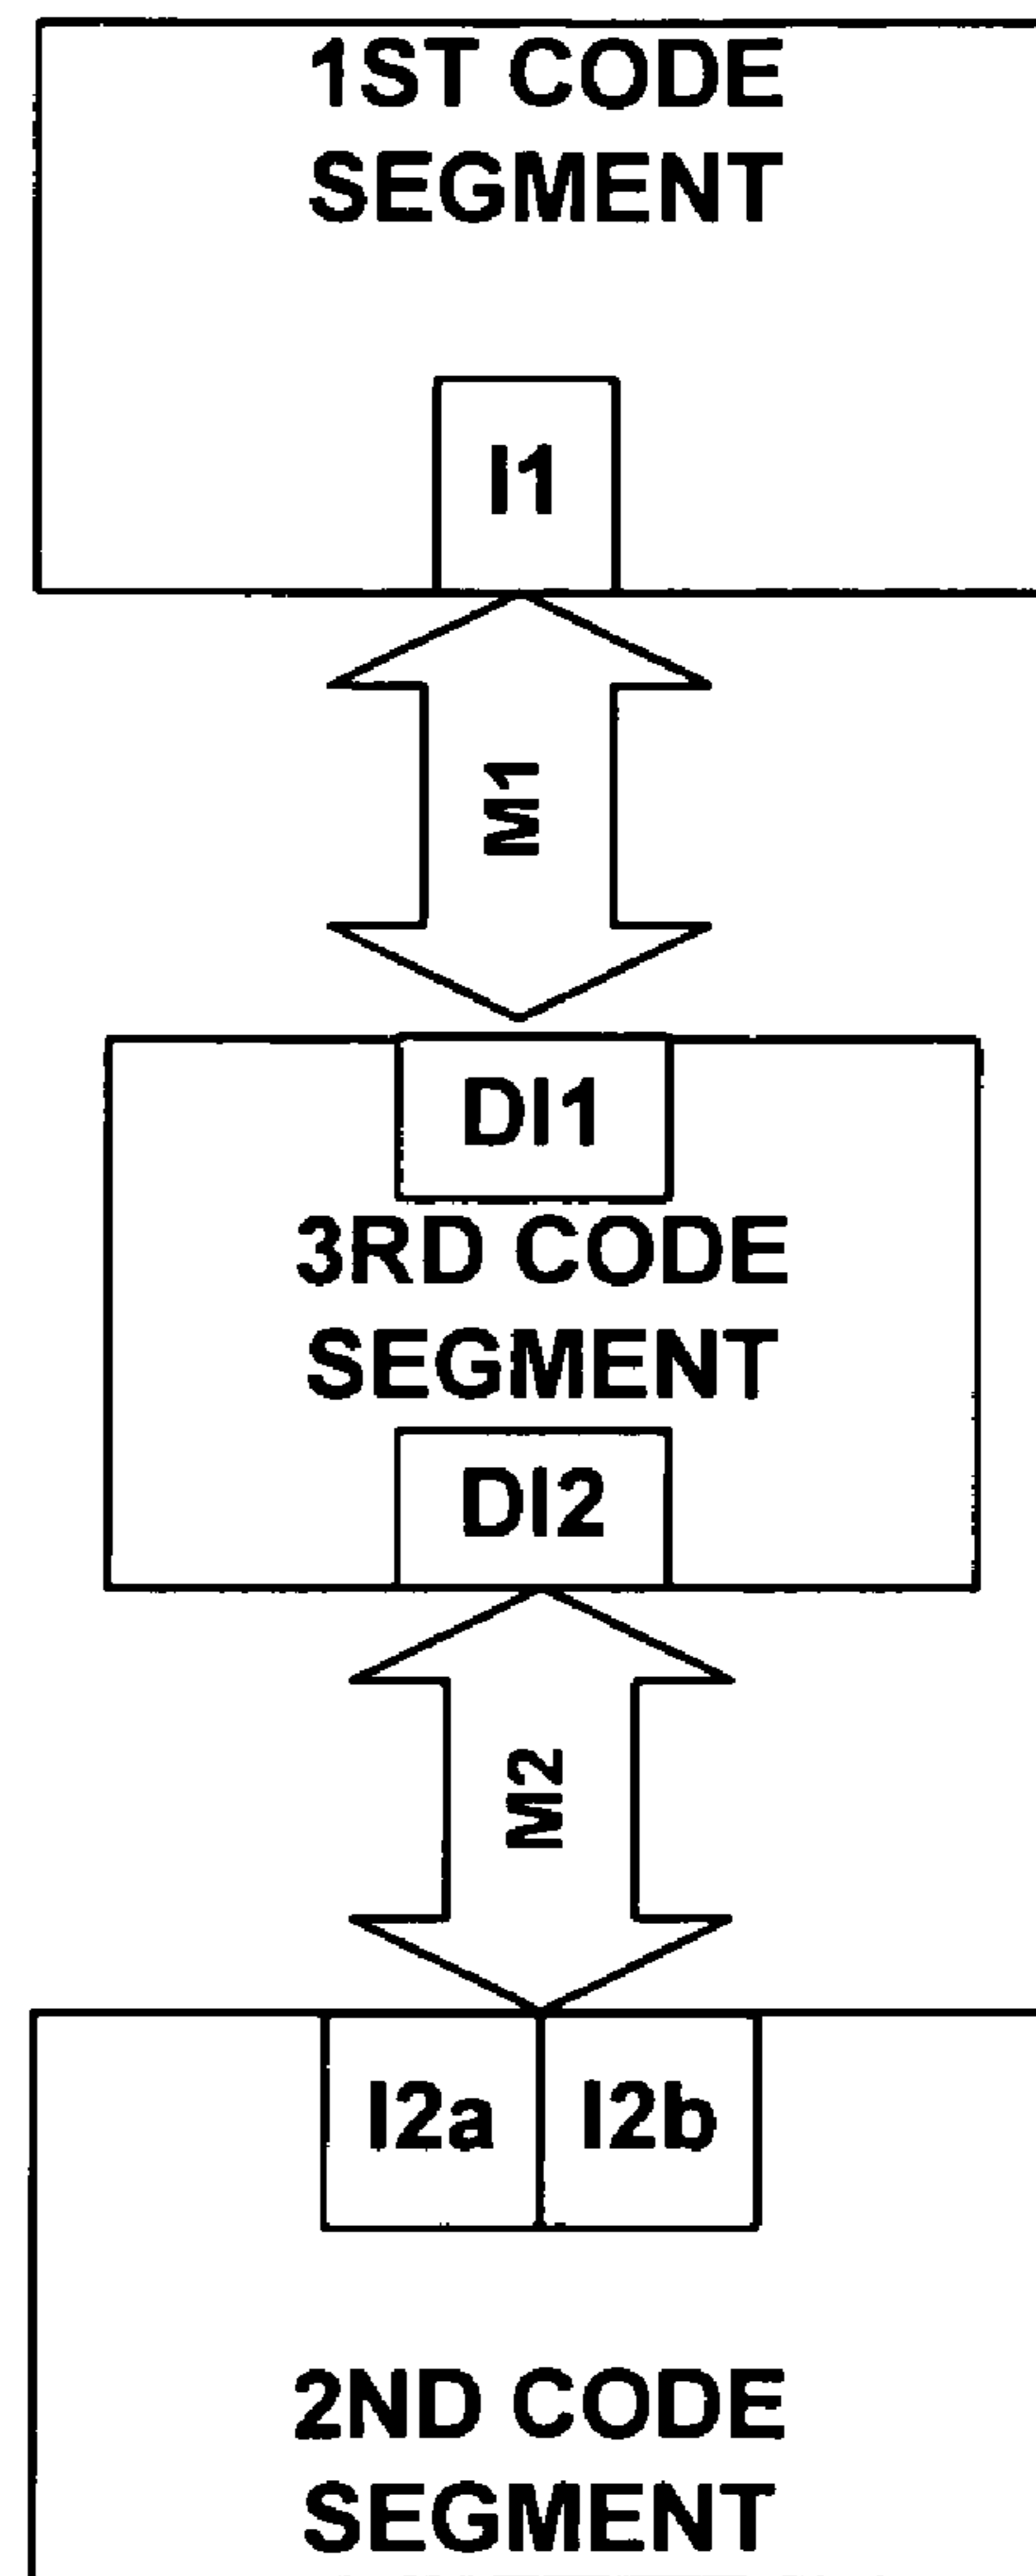 1ST CODE
SEGMENT
I1
M1
DI1
3RD CODE
SEGMENT
DI2
M2
I2a I2b
2ND CODE
SEGMENT